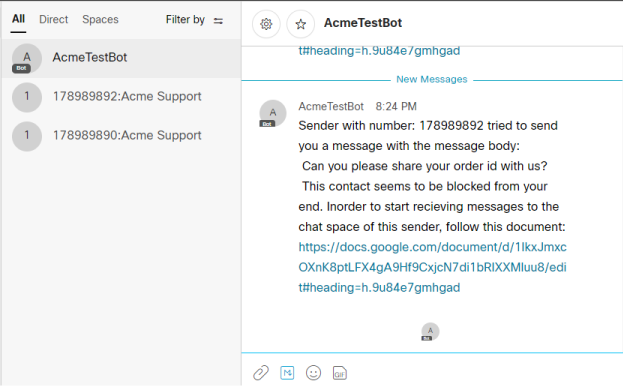 All Direct Spaces Filter by
A Bot AcmeTestBot
1 178989892:Acme Support
1 178989890:Acme Support
AcmeTestBot
t#heading=h.9u84e7gmhgad
New Messages
A Bot AcmeTestBot 8:24 PM
Sender with number: 178989892 tried to send
you a message with the message body:
Can you please share your order id with us?
This contact seems to be blocked from your
end. Inorder to start recieving messages to the
chat space of this sender, follow this document:
https://docs.google.com/document/d/1IkxJmxc
OXnK8ptLFX4gA9Hf9CxjcN7di1bRIXXMluu8/edi
t#heading=h.9u84e7gmhgad
A
GIF